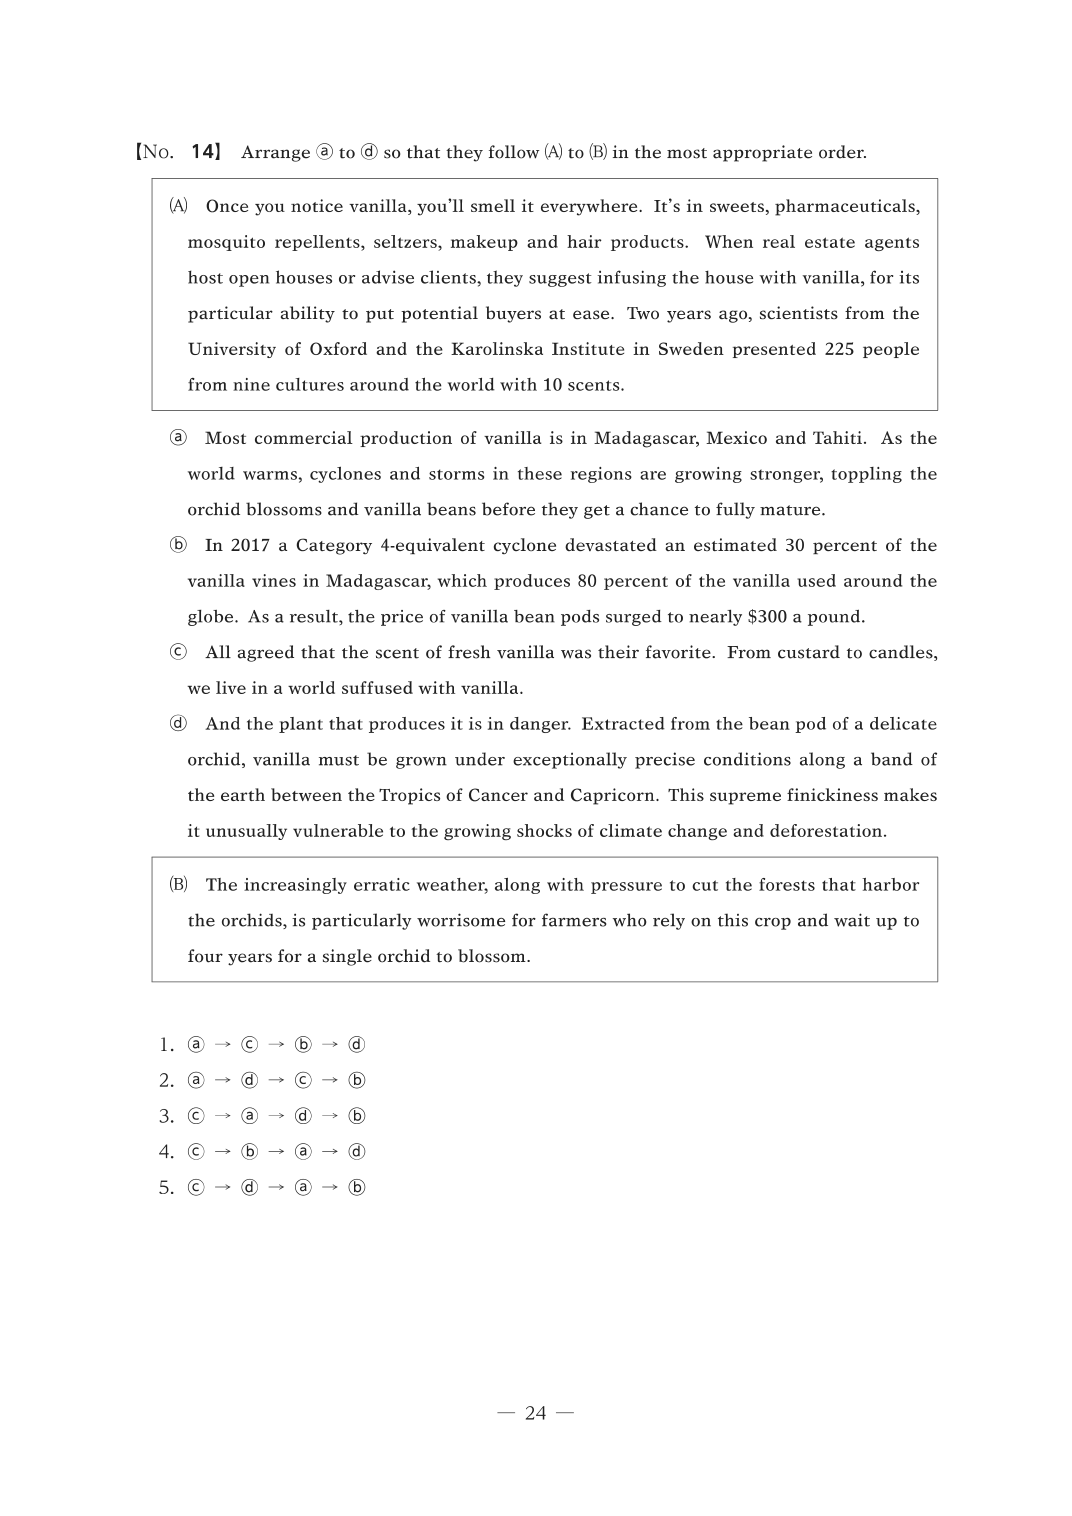 【No. 14】 Arrange ⓐ to ⓓ so that they follow (A) to (B) in the most appropriate order.
(A) Once you notice vanilla, you'll smell it everywhere. It's in sweets, pharmaceuticals,
mosquito repellents, seltzers, makeup and hair products. When real estate agents
host open houses or advise clients, they suggest infusing the house with vanilla, for its
particular ability to put potential buyers at ease. Two years ago, scientists from the
University of Oxford and the Karolinska Institute in Sweden presented 225 people
from nine cultures around the world with 10 scents.
ⓐ Most commercial production of vanilla is in Madagascar, Mexico and Tahiti. As the
world warms, cyclones and storms in these regions are growing stronger, toppling the
orchid blossoms and vanilla beans before they get a chance to fully mature.
ⓑ In 2017 a Category 4-equivalent cyclone devastated an estimated 30 percent of the
vanilla vines in Madagascar, which produces 80 percent of the vanilla used around the
globe. As a result, the price of vanilla bean pods surged to nearly $300 a pound.
ⓒ All agreed that the scent of fresh vanilla was their favorite. From custard to candles,
we live in a world suffused with vanilla.
ⓓ And the plant that produces it is in danger. Extracted from the bean pod of a delicate
orchid, vanilla must be grown under exceptionally precise conditions along a band of
the earth between the Tropics of Cancer and Capricorn. This supreme finickiness makes
it unusually vulnerable to the growing shocks of climate change and deforestation.
(B) The increasingly erratic weather, along with pressure to cut the forests that harbor
the orchids, is particularly worrisome for farmers who rely on this crop and wait up to
four years for a single orchid to blossom.
1. ⓐ → ⓒ → ⓑ → ⓓ
2. ⓐ → ⓓ → ⓒ → ⓑ
3. ⓒ → ⓐ → ⓓ → ⓑ
4. ⓒ → ⓑ → ⓐ → ⓓ
5. ⓒ → ⓓ → ⓐ → ⓑ
— 24 —